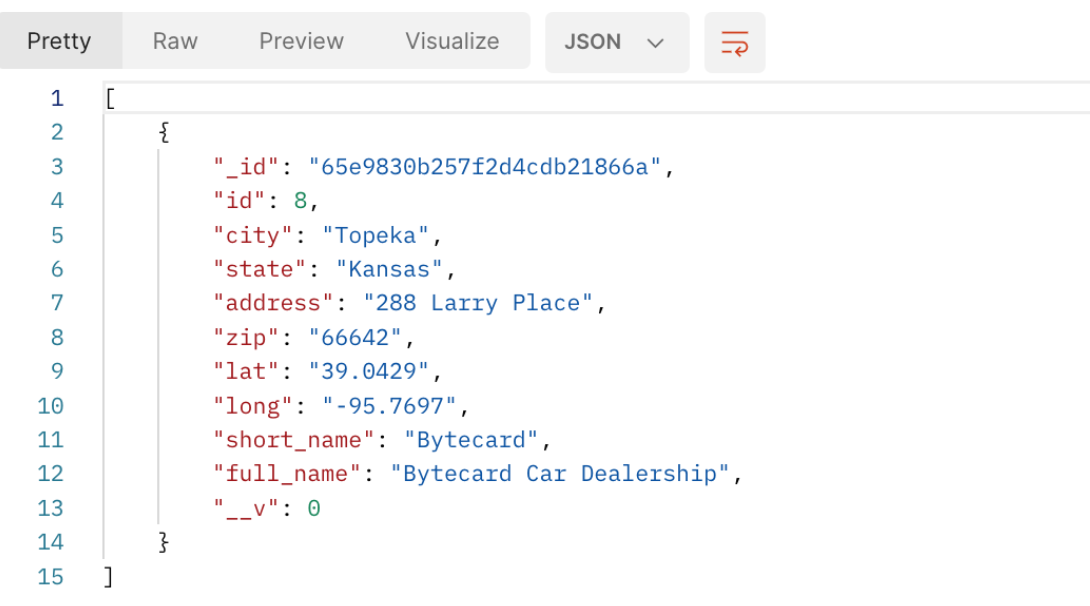 Pretty Raw Preview Visualize JSON
1 [
2 {
3 "_id": "65e9830b257f2d4cdb21866a",
4 "id": 8,
5 "city": "Topeka",
6 "state": "Kansas",
7 "address": "288 Larry Place",
8 "zip": "66642",
9 "lat": "39.0429",
10 "long": "-95.7697",
11 "short_name": "Bytecard",
12 "full_name": "Bytecard Car Dealership",
13 "__v": 0
14 }
15 ]